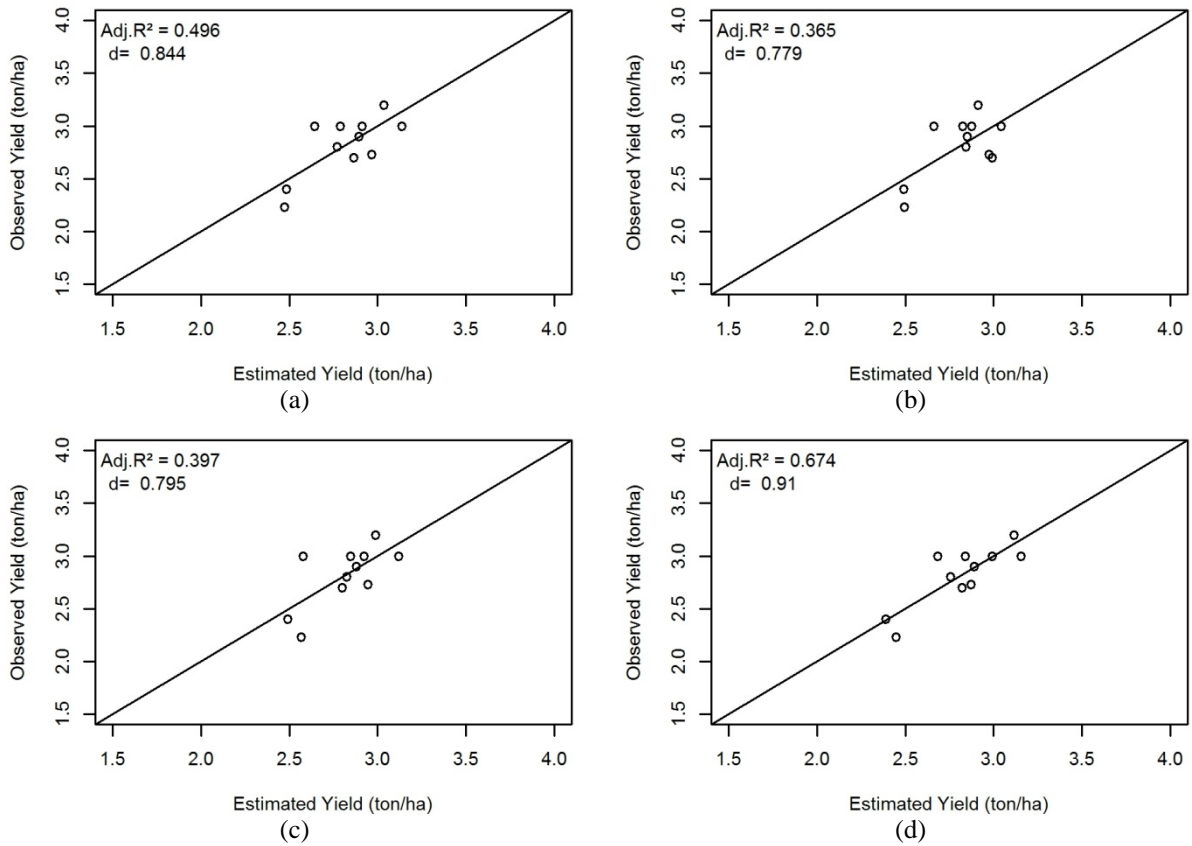 Adj.R² = 0.496
d= 0.844
Observed Yield (ton/ha)
4.0
3.5
3.0
2.5
2.0
1.5
1.5 2.0 2.5 3.0 3.5 4.0
Estimated Yield (ton/ha)
(a)
Adj.R² = 0.365
d= 0.779
Observed Yield (ton/ha)
4.0
3.5
3.0
2.5
2.0
1.5
1.5 2.0 2.5 3.0 3.5 4.0
Estimated Yield (ton/ha)
(b)
Adj.R² = 0.397
d= 0.795
Observed Yield (ton/ha)
4.0
3.5
3.0
2.5
2.0
1.5
1.5 2.0 2.5 3.0 3.5 4.0
Estimated Yield (ton/ha)
(c)
Adj.R² = 0.674
d= 0.91
Observed Yield (ton/ha)
4.0
3.5
3.0
2.5
2.0
1.5
1.5 2.0 2.5 3.0 3.5 4.0
Estimated Yield (ton/ha)
(d)